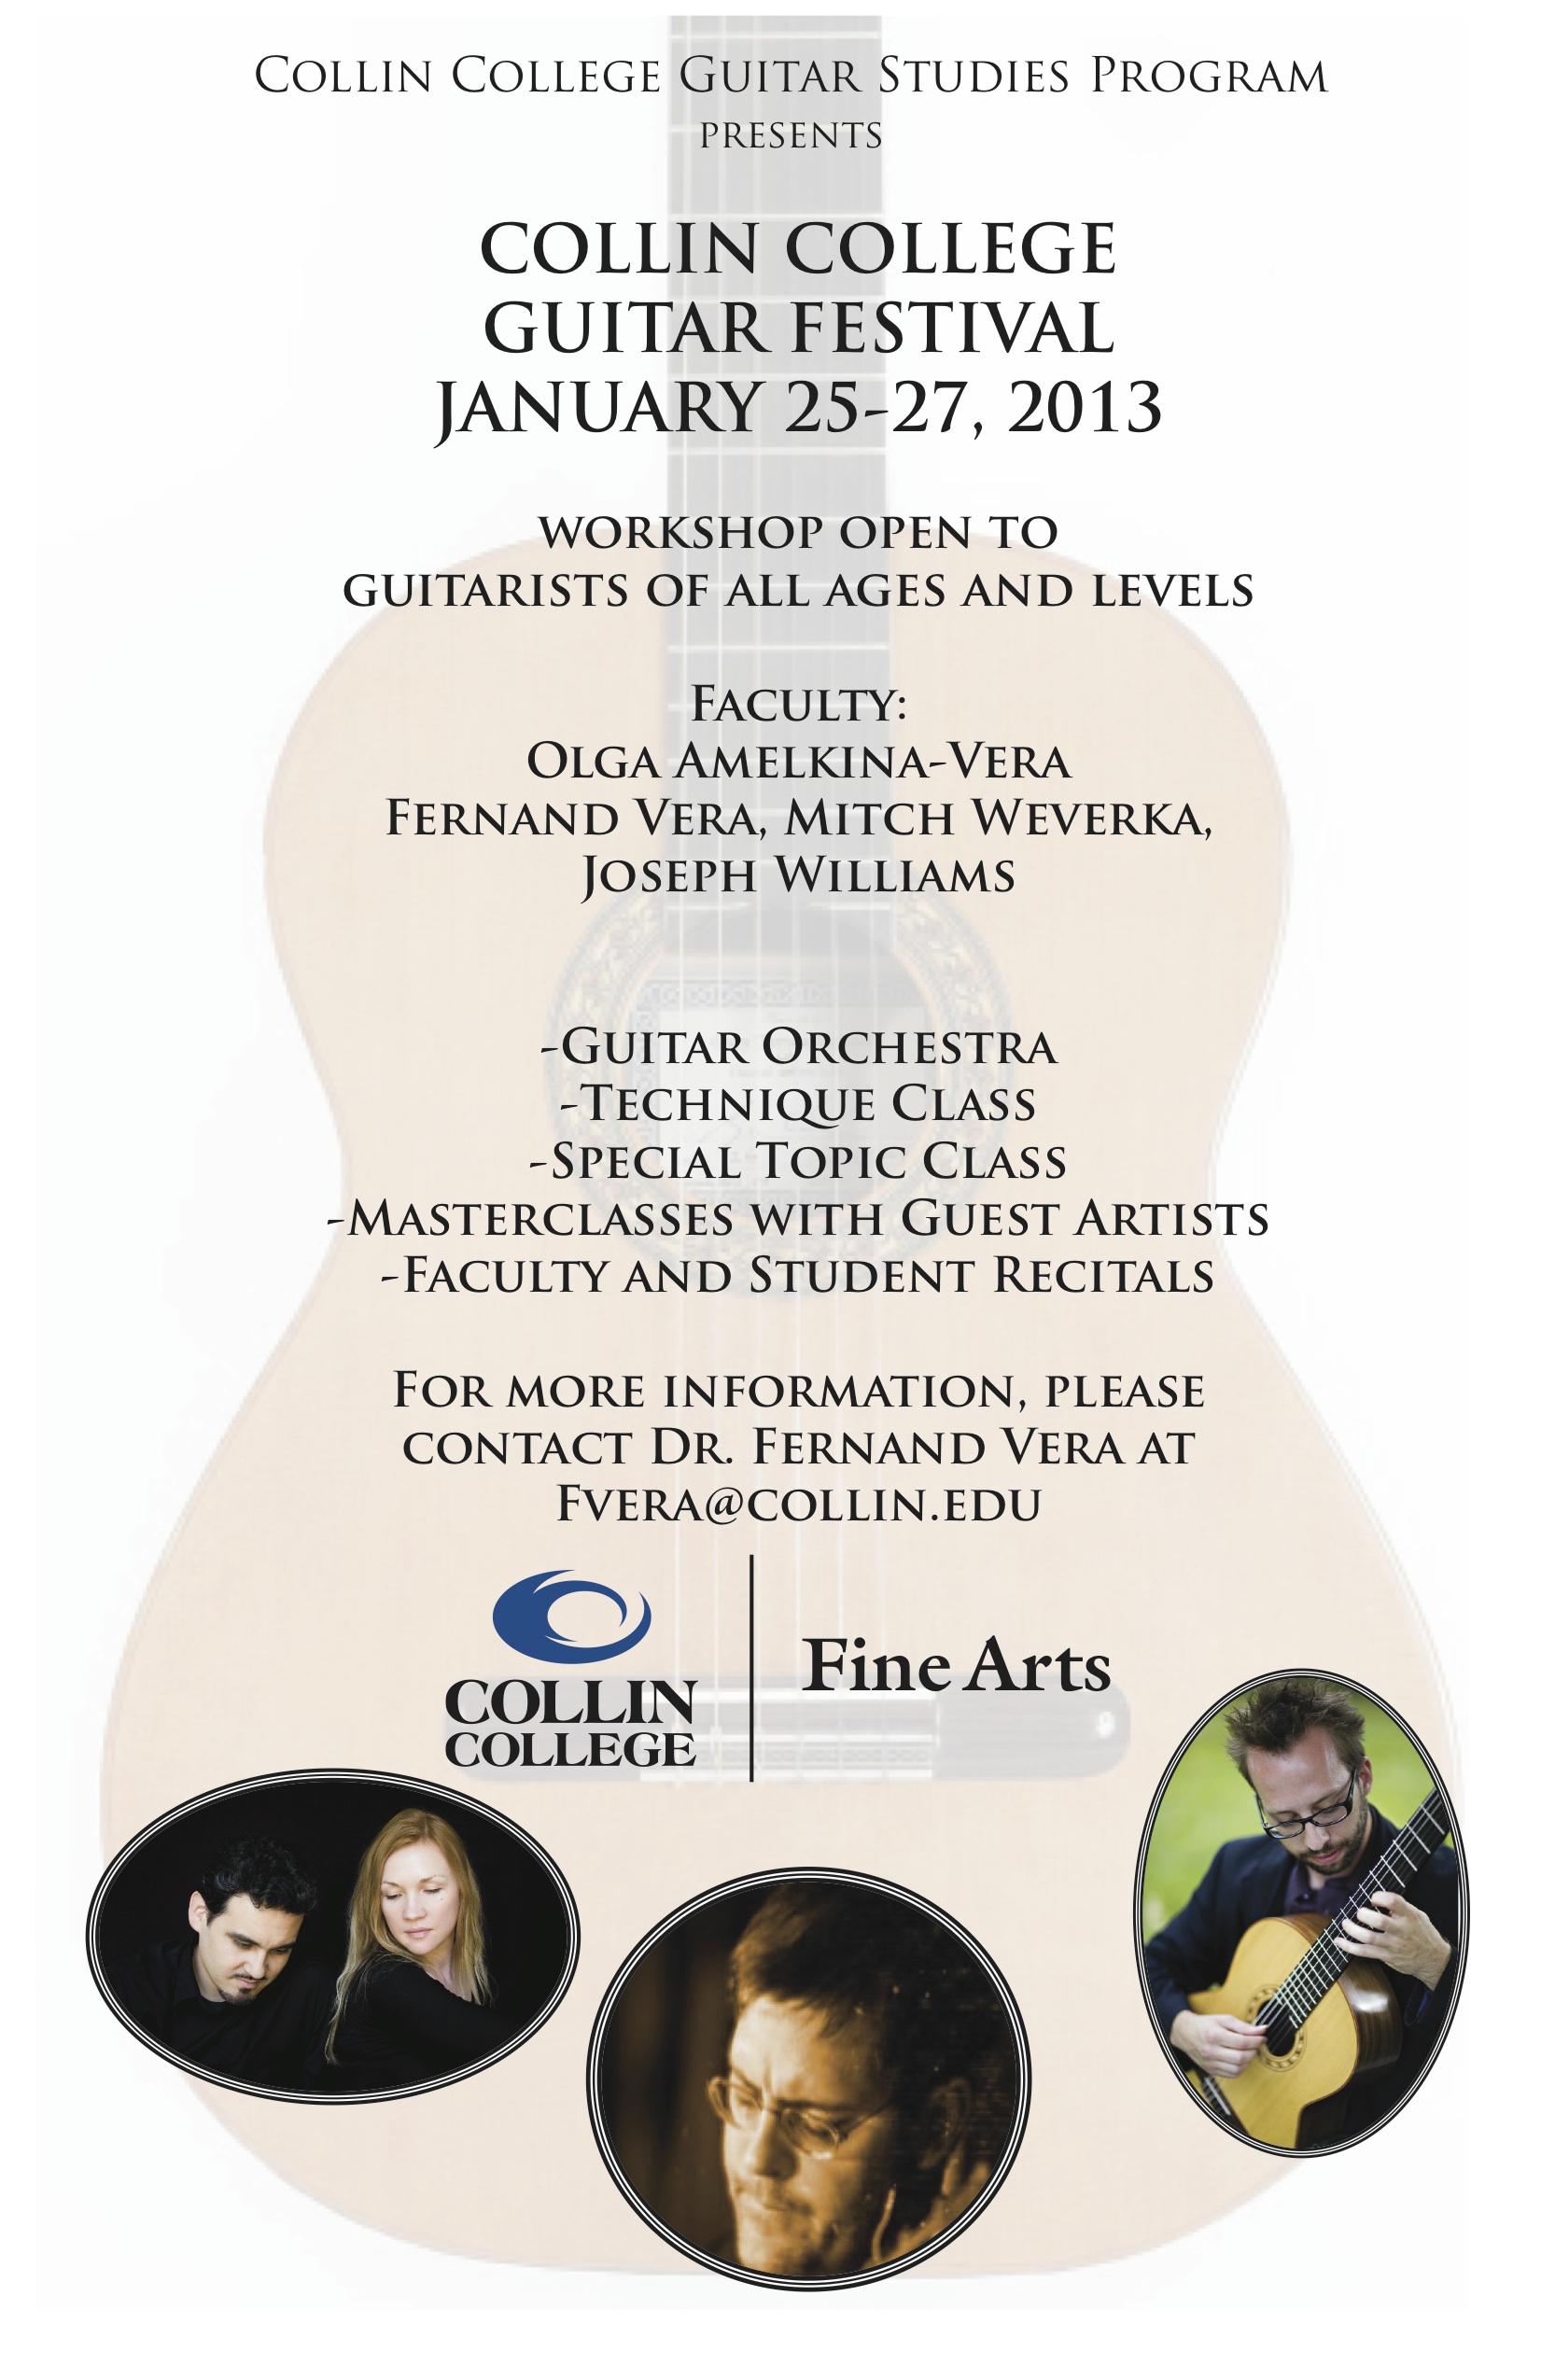 Collin College Guitar Studies Program
presents
COLLIN COLLEGE
GUITAR FESTIVAL
JANUARY 25-27, 2013
workshop open to
guitarists of all ages and levels
Faculty:
Olga Amelkina-Vera
Fernand Vera, Mitch Weverka,
Joseph Williams
-Guitar Orchestra
-Technique Class
-Special Topic Class
-Masterclasses with Guest Artists
-Faculty and Student Recitals
For more information, please
contact Dr. Fernand Vera at
Fvera@collin.edu
COLLIN
COLLEGE
Fine Arts